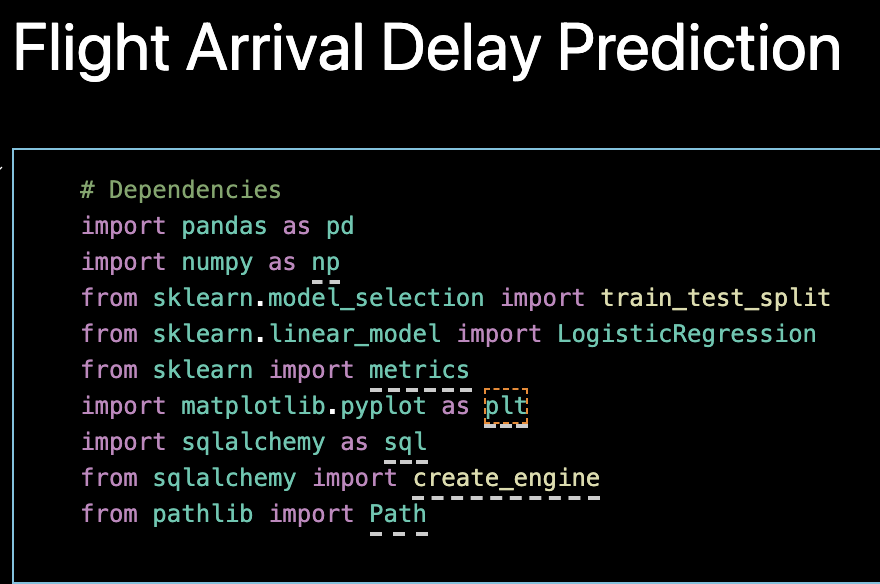 Flight Arrival Delay Prediction
# Dependencies
import pandas as pd
import numpy as np
from sklearn.model_selection import train_test_split
from sklearn.linear_model import LogisticRegression
from sklearn import metrics
import matplotlib.pyplot as plt
import sqlalchemy as sql
from sqlalchemy import create_engine
from pathlib import Path